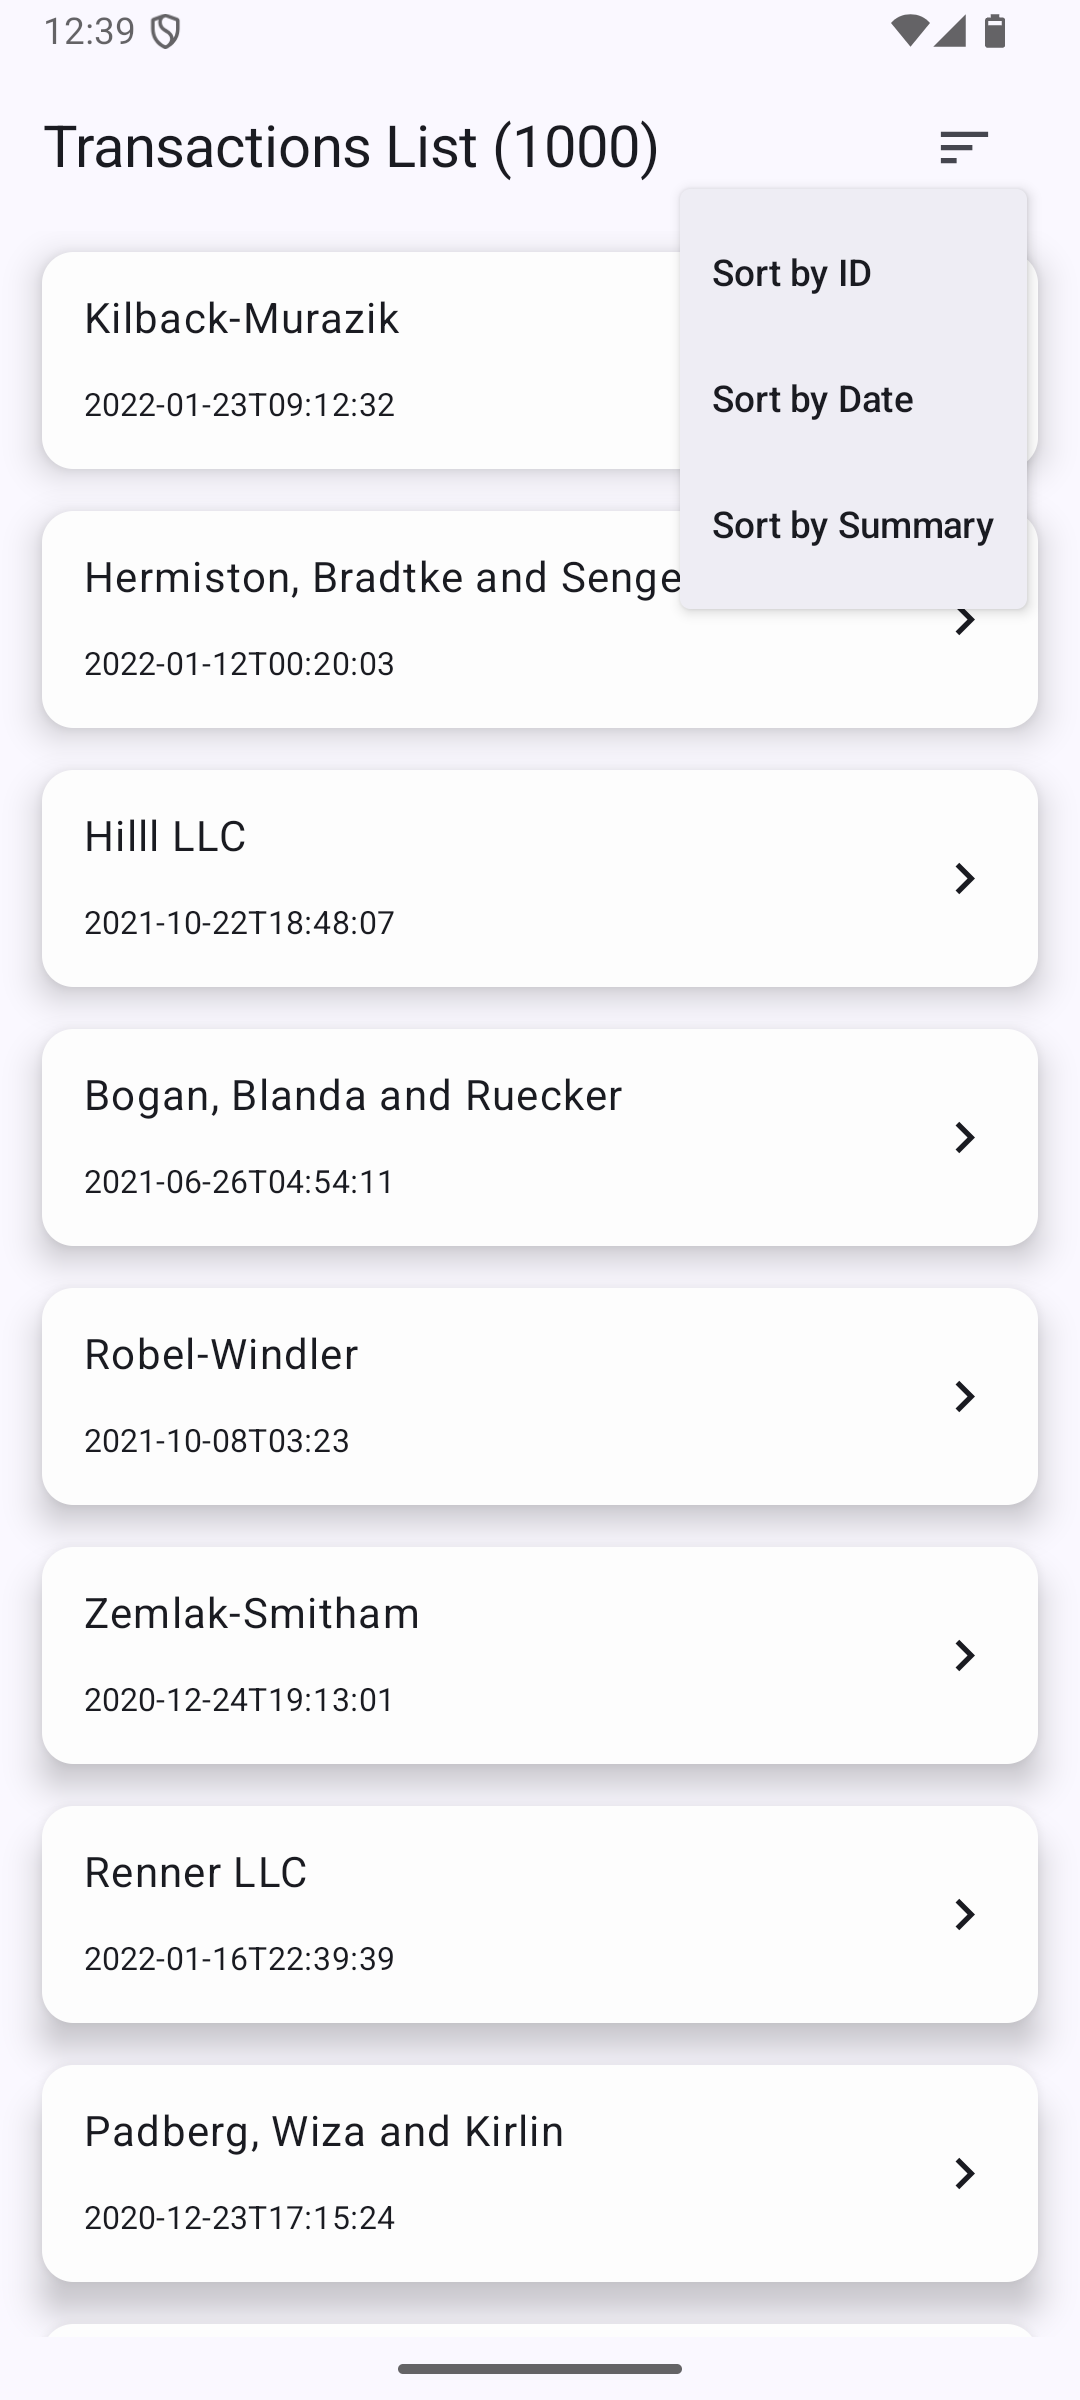 12:39
Transactions List (1000)
Sort by ID
Sort by Date
Sort by Summary
Kilback-Murazik
2022-01-23T09:12:32
Hermiston, Bradtke and Senge
2022-01-12T00:20:03
Hilll LLC
2021-10-22T18:48:07
Bogan, Blanda and Ruecker
2021-06-26T04:54:11
Robel-Windler
2021-10-08T03:23
Zemlak-Smitham
2020-12-24T19:13:01
Renner LLC
2022-01-16T22:39:39
Padberg, Wiza and Kirlin
2020-12-23T17:15:24